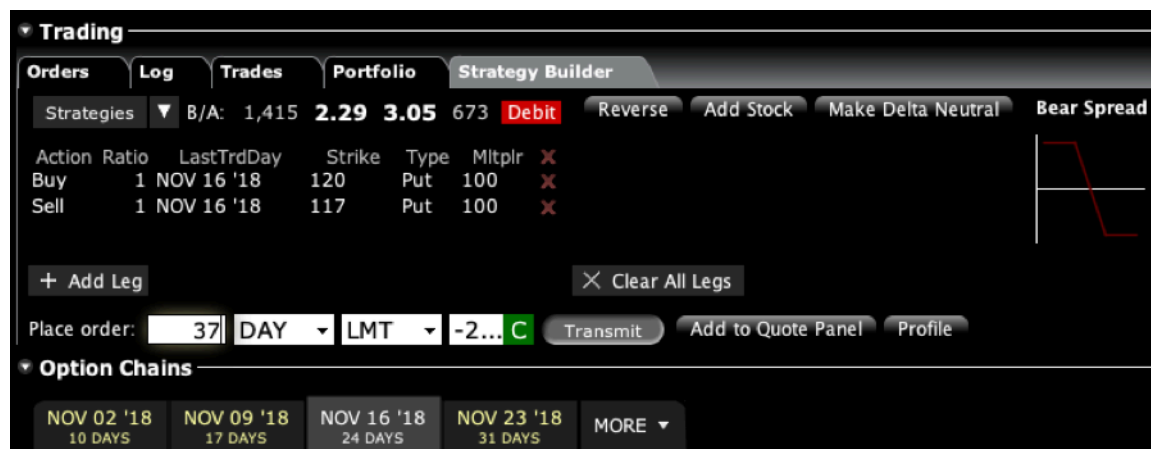 Trading
Orders Log Trades Portfolio Strategy Builder
Strategies B/A: 1,415 2.29 3.05 673 Debit Reverse Add Stock Make Delta Neutral Bear Spread
Action Ratio LastTrdDay Strike Type Mltplr X
Buy 1 NOV 16 '18 120 Put 100 X
Sell 1 NOV 16 '18 117 Put 100 X
+ Add Leg X Clear All Legs
Place order: 37 DAY LMT -2... C Transmit Add to Quote Panel Profile
Option Chains
NOV 02 '18 NOV 09 '18 NOV 16 '18 NOV 23 '18 MORE
10 DAYS 17 DAYS 24 DAYS 31 DAYS